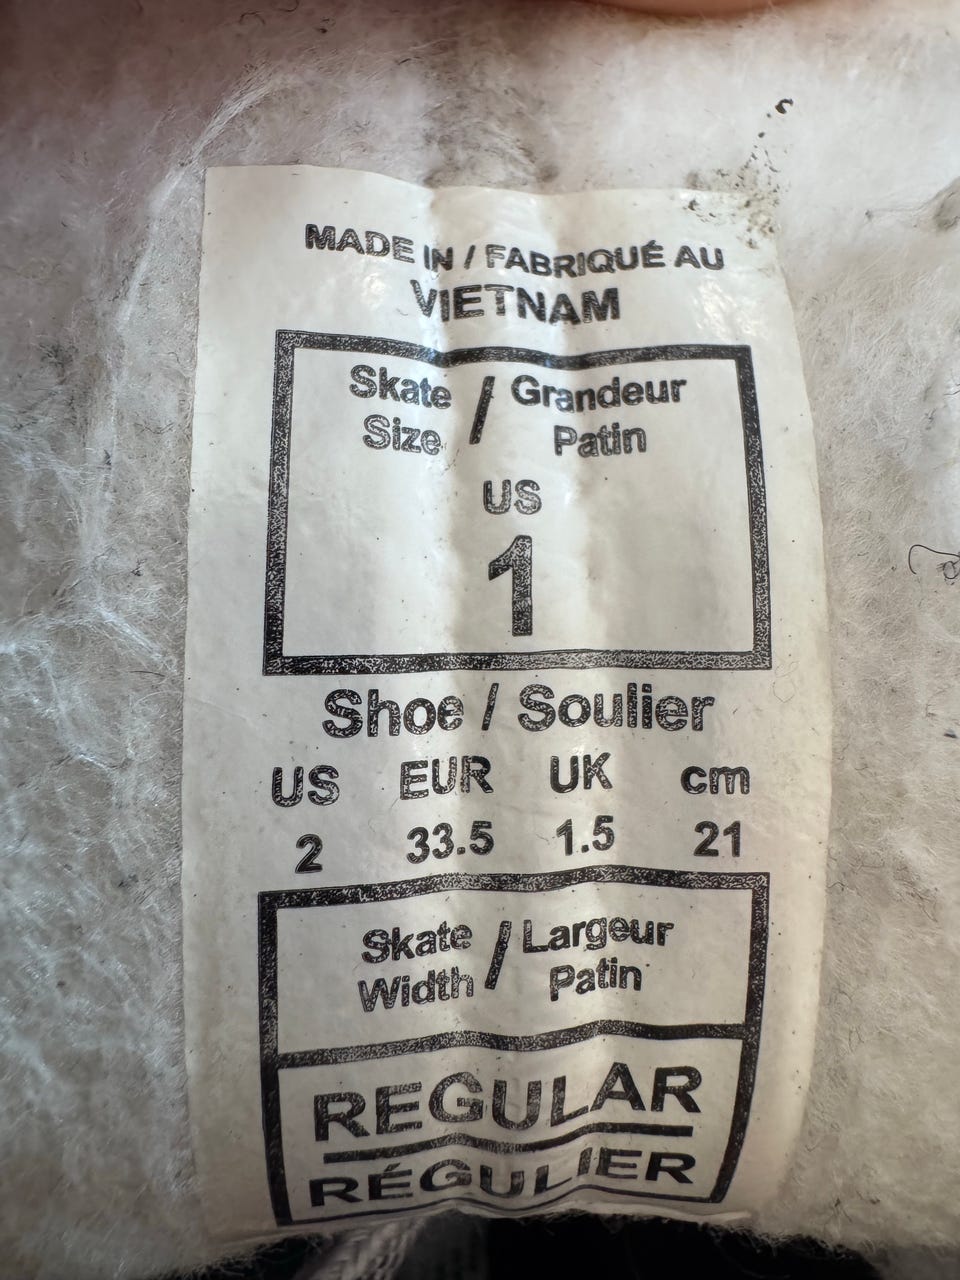 MADE IN / FABRIQUÉ AU
VIETNAM
Skate / Grandeur
Size Patin
US
1
Shoe / Soulier
US EUR UK cm
2 33.5 1.5 21
Skate / Largeur
Width Patin
REGULAR
RÉGULIER